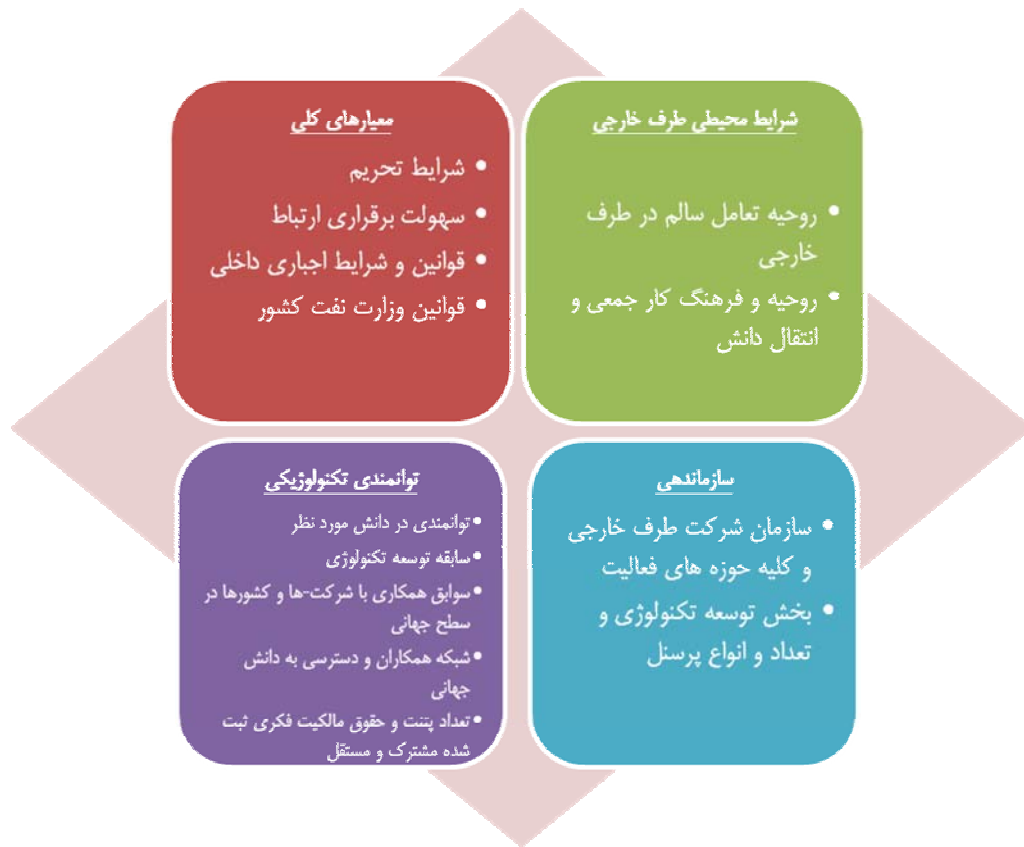 شرایط محیطی طرف خارجی
• روحیه تعامل سالم در طرف
خارجی
• روحیه و فرهنگ کار جمعی و
انتقال دانش
معیارهای کلی
• شرایط تحریم
• سهولت برقراری ارتباط
• قوانین و شرایط اجباری داخلی
• قوانین وزارت نفت کشور
سازماندهی
• سازمان شرکت طرف خارجی
و کلیه حوزه های فعالیت
• بخش توسعه تکنولوژی و
تعداد و انواع پرسنل
توانمندی تکنولوژیکی
• توانمندی در دانش مورد نظر
• سابقه توسعه تکنولوژی
• سوابق همکاری با شرکت-ها و کشورها در
سطح جهانی
• شبکه همکاران و دسترسی به دانش
جهانی
• تعداد پتنت و حقوق مالکیت فکری ثبت
شده مشترک و مستقل